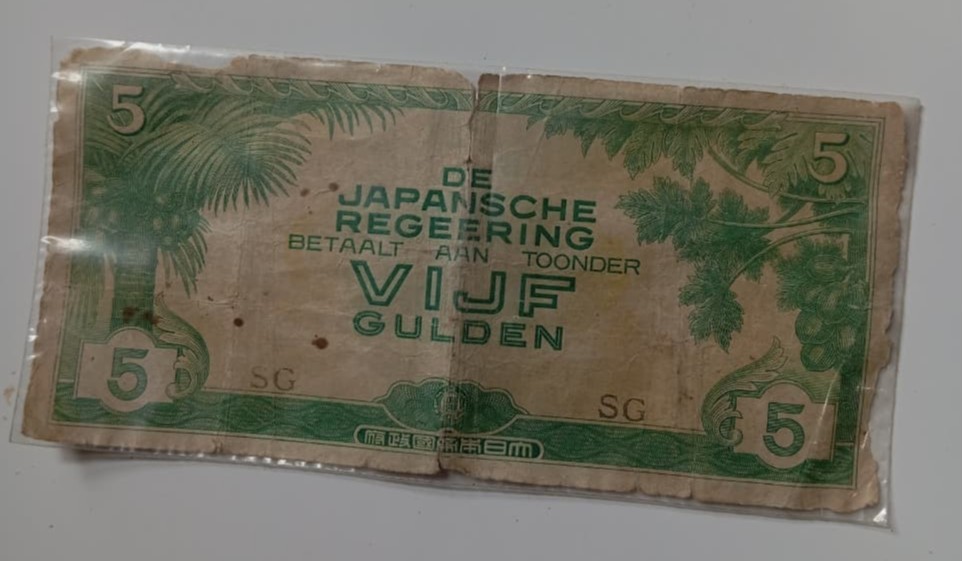 5 5
DE
JAPANSCHE
REGEERING
BETAALT AAN TOONDER
VIJF
GULDEN
5 SG SG 5
大日本帝國政府